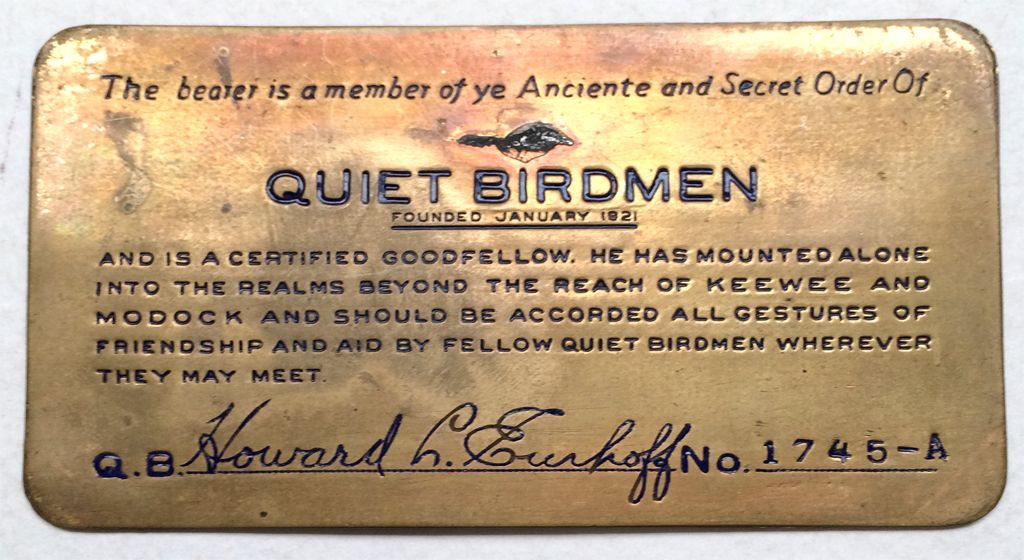 The bearer is a member of ye Anciente and Secret Order Of
QUIET BIRDMEN
FOUNDED JANUARY 1921
AND IS A CERTIFIED GOODFELLOW. HE HAS MOUNTED ALONE
INTO THE REALMS BEYOND THE REACH OF KEEWEE AND
MODOCK AND SHOULD BE ACCORDED ALL GESTURES OF
FRIENDSHIP AND AID BY FELLOW QUIET BIRDMEN WHEREVER
THEY MAY MEET.
Q.B. Howard L. Eurhoff No. 1745-A